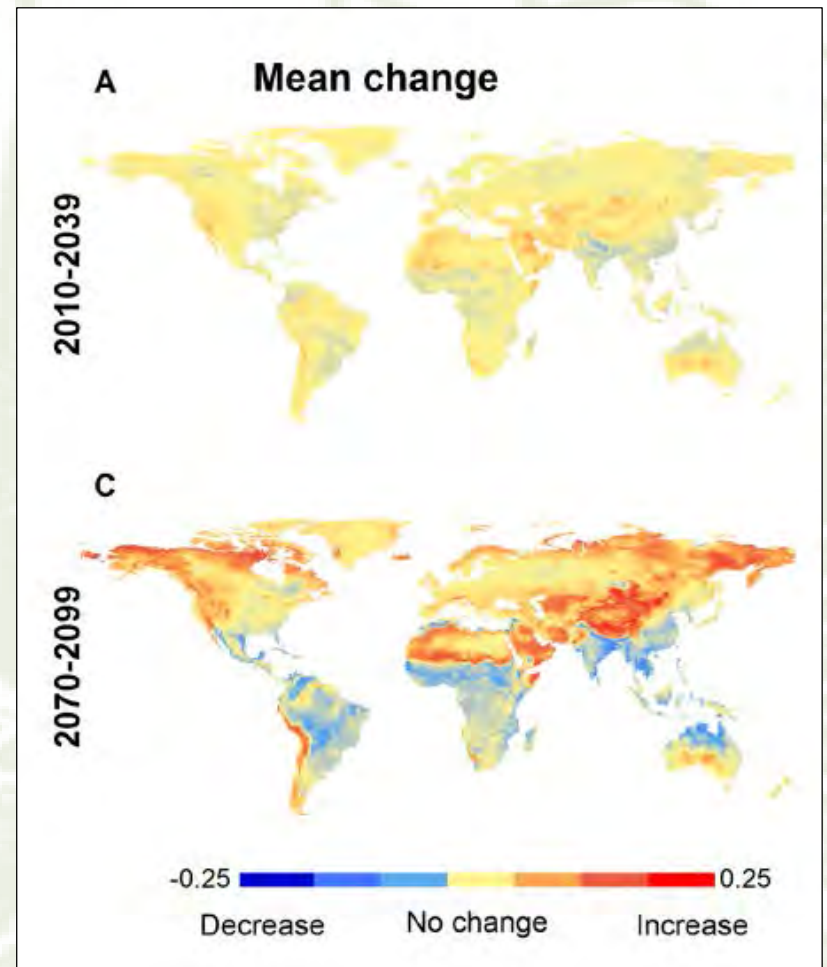 A
Mean change
2010-2039
C
2070-2099
-0.25
0.25
Decrease
No change
Increase